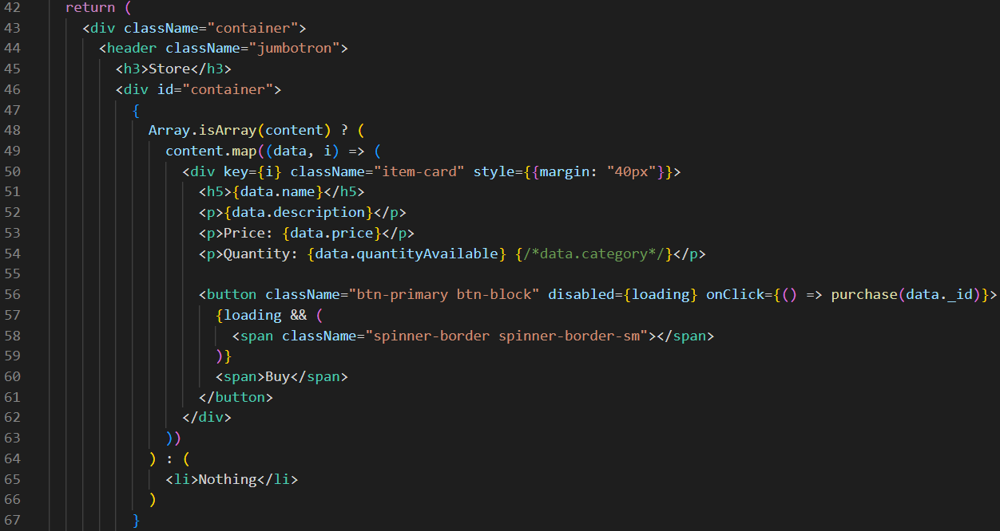 42 return (
43 <div className="container">
44 <header className="jumbotron">
45 <h3>Store</h3>
46 <div id="container">
47 {
48 Array.isArray(content) ? (
49 content.map((data, i) => (
50 <div key={i} className="item-card" style={{margin: "40px"}}>
51 <h5>{data.name}</h5>
52 <p>{data.description}</p>
53 <p>Price: {data.price}</p>
54 <p>Quantity: {data.quantityAvailable} {/*data.category*/}</p>
55
56 <button className="btn-primary btn-block" disabled={loading} onClick={() => purchase(data._id)}>
57 {loading && (
58 <span className="spinner-border spinner-border-sm"></span>
59 )}
60 <span>Buy</span>
61 </button>
62 </div>
63 ))
64 ) : (
65 <li>Nothing</li>
66 )
67 }